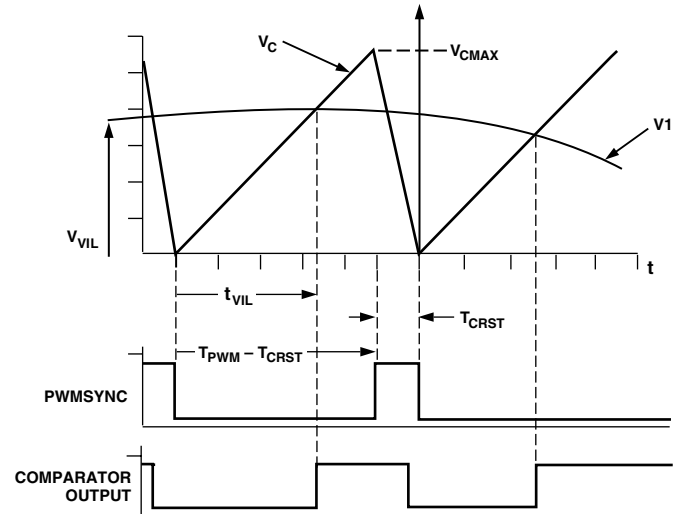 V_C
V_CMAX
V1
V_VIL
t
t_VIL
T_CRST
T_PWM – T_CRST
PWMSYNC
COMPARATOR
OUTPUT